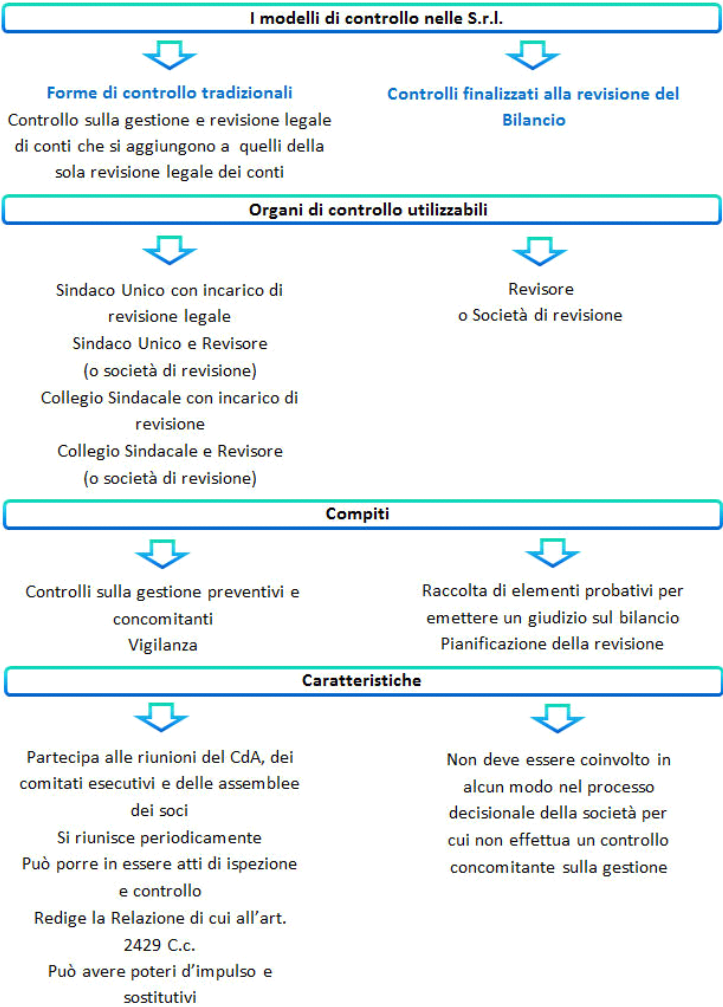 I modelli di controllo nelle S.r.l.
Forme di controllo tradizionali
Controllo sulla gestione e revisione legale
di conti che si aggiungono a quelli della
sola revisione legale dei conti
Controlli finalizzati alla revisione del
Bilancio
Organi di controllo utilizzabili
Sindaco Unico con incarico di
revisione legale
Sindaco Unico e Revisore
(o società di revisione)
Collegio Sindacale con incarico di
revisione
Collegio Sindacale e Revisore
(o società di revisione)
Revisore
o Società di revisione
Compiti
Controlli sulla gestione preventivi e
concomitanti
Vigilanza
Raccolta di elementi probativi per
emettere un giudizio sul bilancio
Pianificazione della revisione
Caratteristiche
Partecipa alle riunioni del CdA, dei
comitati esecutivi e delle assemblee
dei soci
Si riunisce periodicamente
Può porre in essere atti di ispezione
e controllo
Redige la Relazione di cui all'art.
2429 C.c.
Può avere poteri d'impulso e
sostitutivi
Non deve essere coinvolto in
alcun modo nel processo
decisionale della società per
cui non effettua un controllo
concomitante sulla gestione